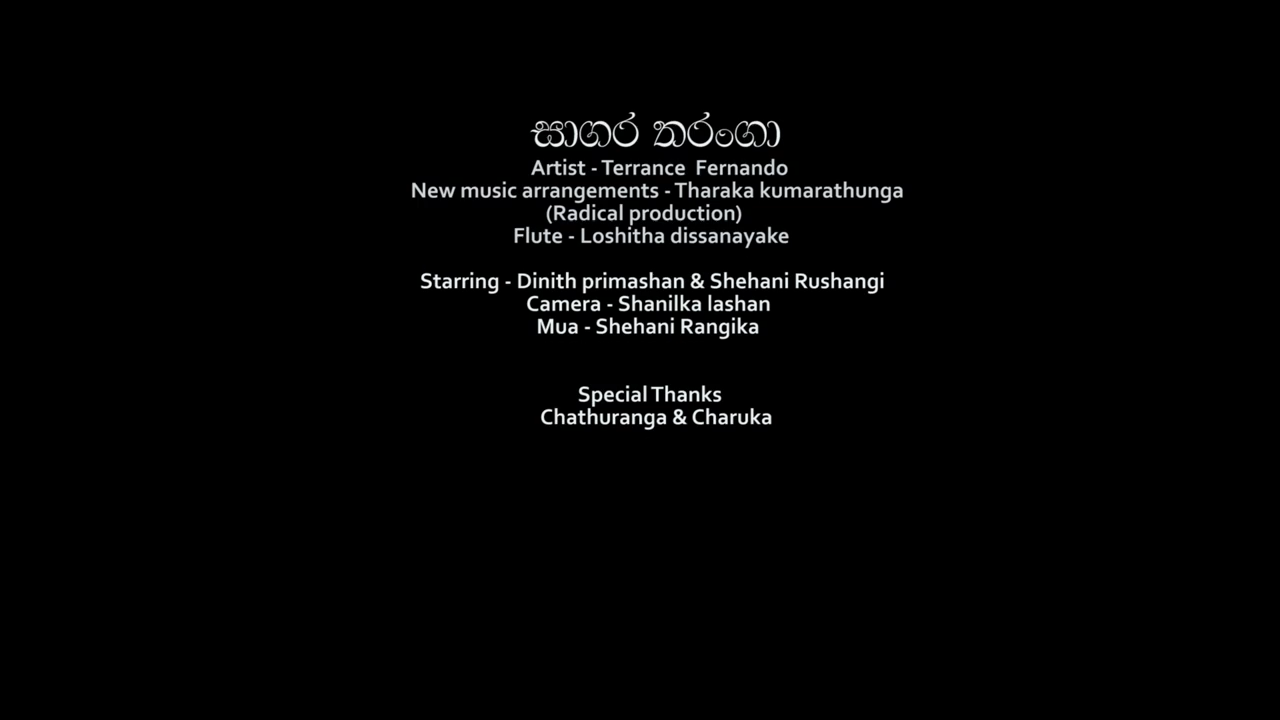 සාගර තරංගා
Artist - Terrance Fernando
New music arrangements - Tharaka kumarathunga
(Radical production)
Flute - Loshitha dissanayake
Starring - Dinith primashan & Shehani Rushangi
Camera - Shanilka lashan
Mua - Shehani Rangika
Special Thanks
Chathuranga & Charuka